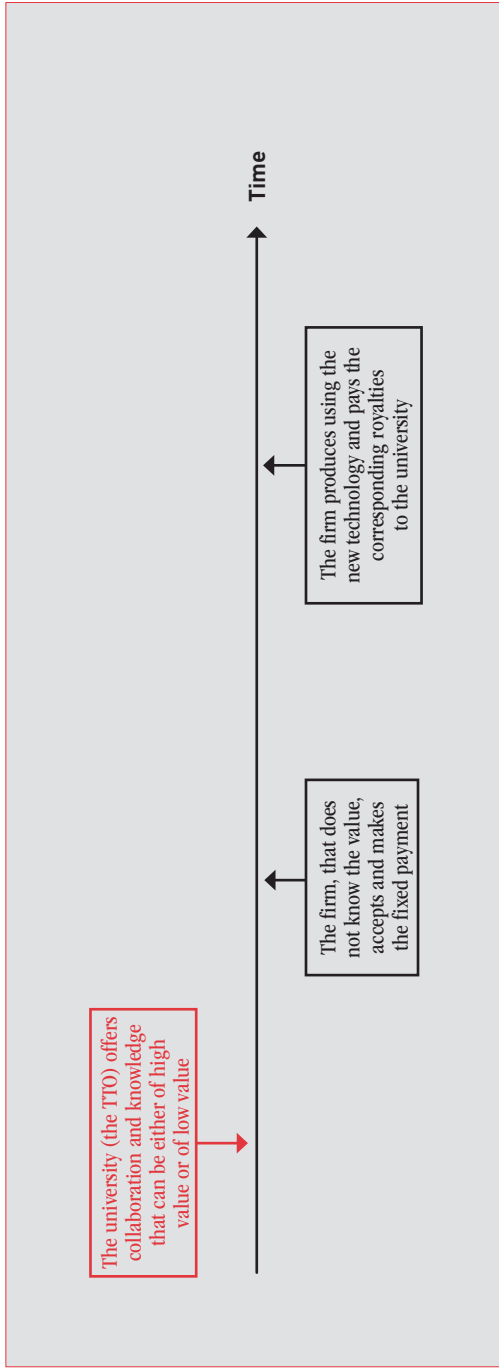 The university (the TTO) offers
collaboration and knowledge
that can be either of high
value or of low value
The firm, that does
not know the value,
accepts and makes
the fixed payment
The firm produces using the
new technology and pays the
corresponding royalties
to the university
Time